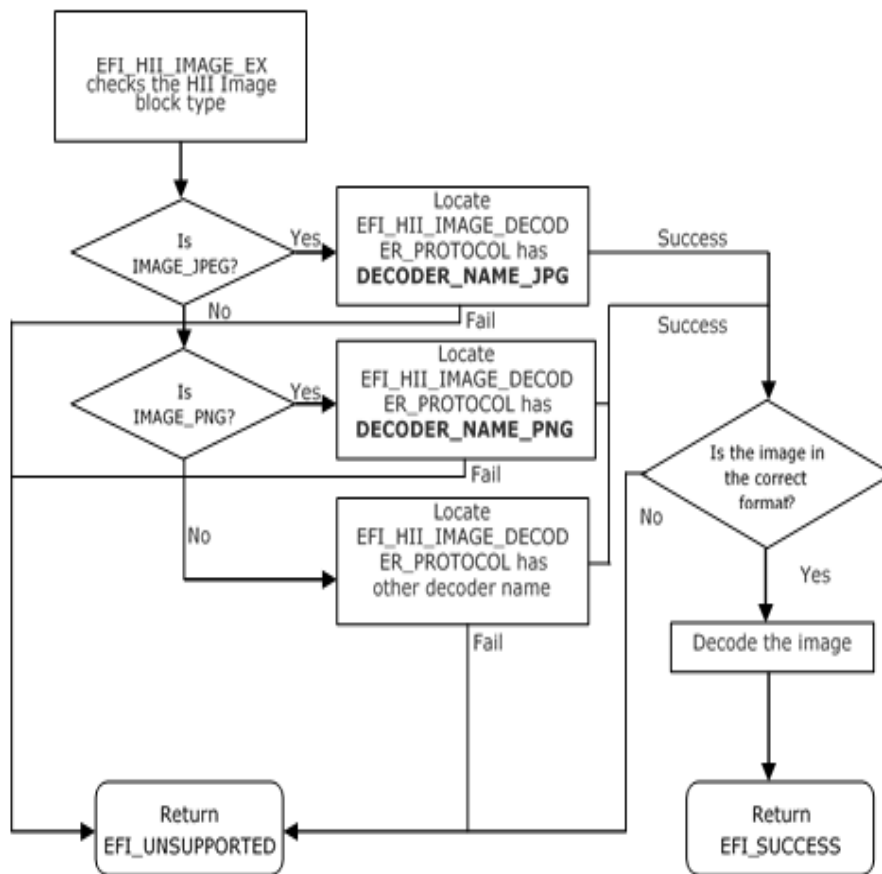 EFI_HII_IMAGE_EX
checks the HII Image
block type
Is
IMAGE_JPEG?
Yes
Locate
EFI_HII_IMAGE_DECOD
ER_PROTOCOL has
DECODER_NAME_JPG
Success
No
Fail
Success
Is
IMAGE_PNG?
Yes
Locate
EFI_HII_IMAGE_DECOD
ER_PROTOCOL has
DECODER_NAME_PNG
Fail
Is the image in
the correct
format?
No
Yes
No
Locate
EFI_HII_IMAGE_DECOD
ER_PROTOCOL has
other decoder name
Fail
Decode the image
Return
EFI_UNSUPPORTED
Return
EFI_SUCCESS